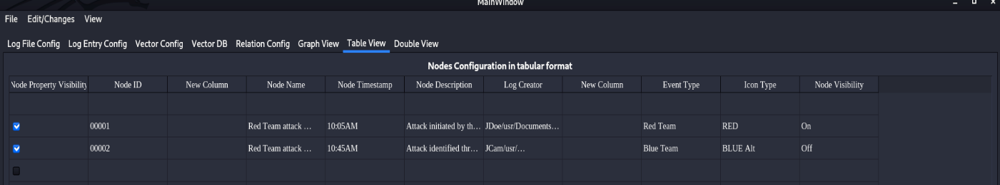 MainWindow
File Edit/Changes View
Log File Config Log Entry Config Vector Config Vector DB Relation Config Graph View Table View Double View
Nodes Configuration in tabular format
Node Property Visibility Node ID New Column Node Name Node Timestamp Node Description Log Creator New Column Event Type Icon Type Node Visibility
00001 Red Team attack … 10:05AM Attack initiated by th… JDoe/usr/Documents… Red Team RED On
00002 Red Team attack … 10:45AM Attack identified thr… JCam/usr/… Blue Team BLUE Alt Off